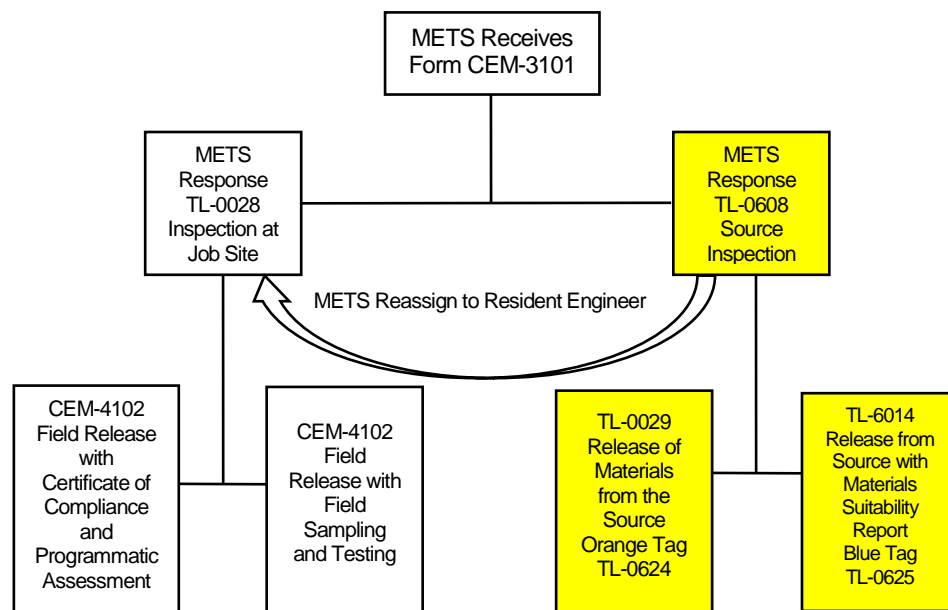 METS Receives
Form CEM-3101
METS
Response
TL-0028
Inspection at
Job Site
METS
Response
TL-0608
Source
Inspection
METS Reassign to Resident Engineer
CEM-4102
Field Release
with
Certificate of
Compliance
and
Programmatic
Assessment
CEM-4102
Field
Release with
Field
Sampling
and Testing
TL-0029
Release of
Materials
from the
Source
Orange Tag
TL-0624
TL-6014
Release from
Source with
Materials
Suitability
Report
Blue Tag
TL-0625